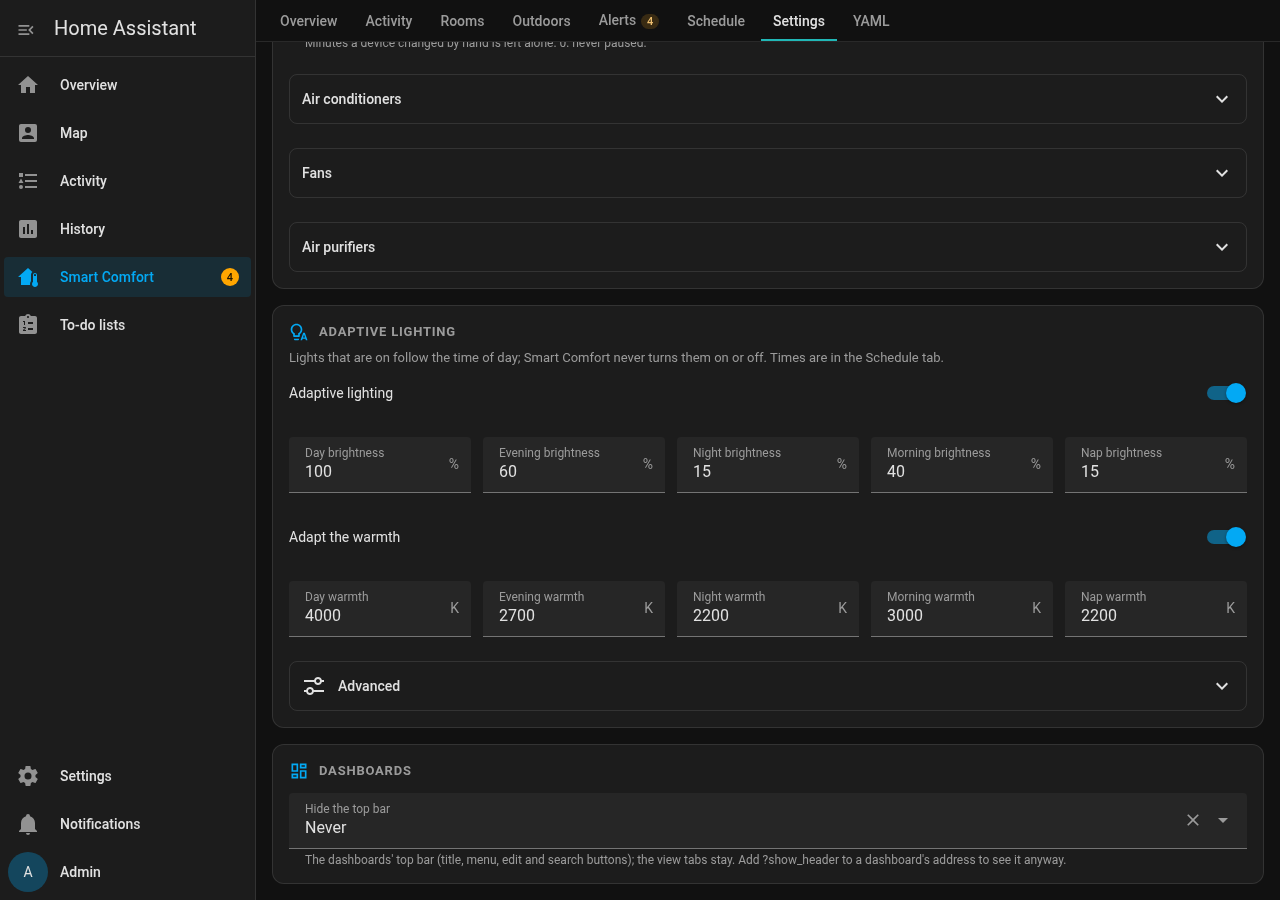 Home Assistant
Overview
Map
Activity
History
Smart Comfort 4
To-do lists
Settings
Notifications
A Admin
Overview Activity Rooms Outdoors Alerts 4 Schedule Settings YAML
Minutes a device changed by hand is left alone. 0: never paused.
Air conditioners
Fans
Air purifiers
ADAPTIVE LIGHTING
Lights that are on follow the time of day; Smart Comfort never turns them on or off. Times are in the Schedule tab.
Adaptive lighting
Day brightness Evening brightness Night brightness Morning brightness Nap brightness
100 % 60 % 15 % 40 % 15 %
Adapt the warmth
Day warmth Evening warmth Night warmth Morning warmth Nap warmth
4000 K 2700 K 2200 K 3000 K 2200 K
Advanced
DASHBOARDS
Hide the top bar
Never
The dashboards' top bar (title, menu, edit and search buttons); the view tabs stay. Add ?show_header to a dashboard's address to see it anyway.